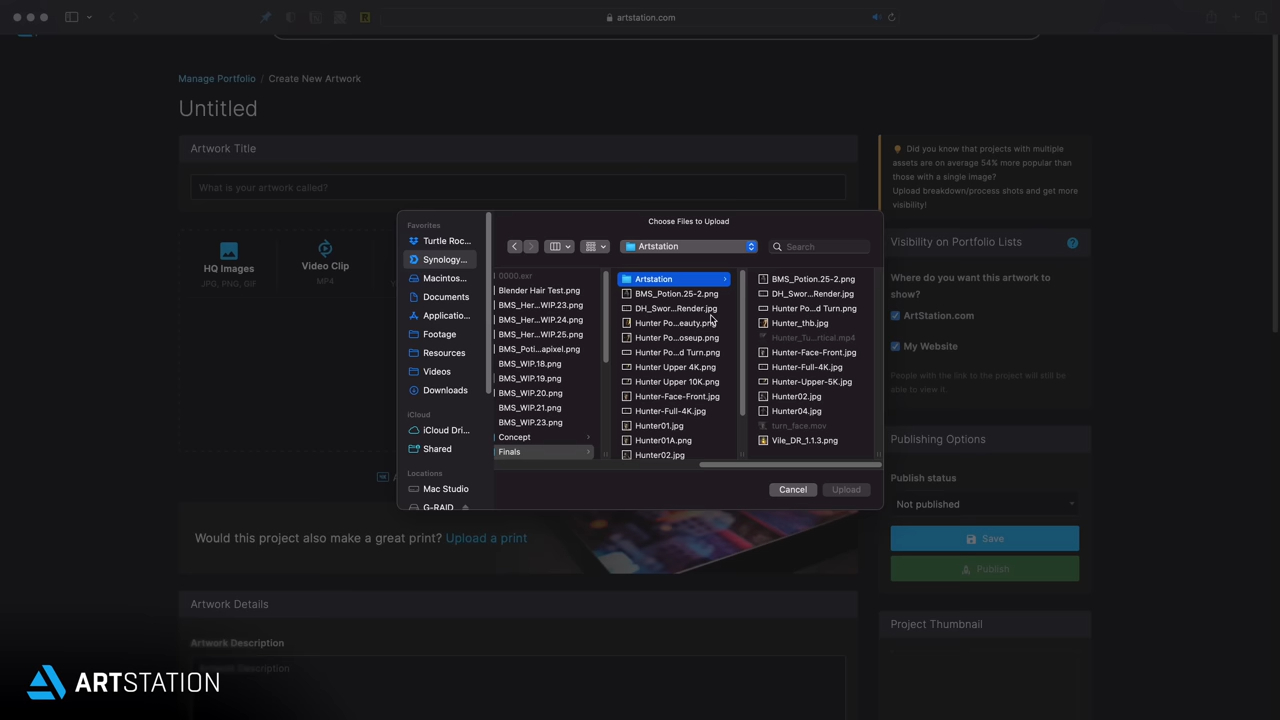 artstation.com
Manage Portfolio / Create New Artwork
Untitled
Artwork Title
What is your artwork called?
HQ Images
JPG, PNG, GIF
Video Clip
MP4
Would this project also make a great print? Upload a print
Artwork Details
Artwork Description
Artwork Description
Choose Files to Upload
Favorites
Turtle Roc...
Synology...
Macintos...
Documents
Applicatio...
Footage
Resources
Videos
Downloads
iCloud
iCloud Dri...
Shared
Locations
Mac Studio
G-RAID
Artstation
Search
0000.exr
Blender Hair Test.png
BMS_Her...WIP.23.png
BMS_Her...WIP.24.png
BMS_Her...WIP.25.png
BMS_Poti...apixel.png
BMS_WIP.18.png
BMS_WIP.19.png
BMS_WIP.20.png
BMS_WIP.21.png
BMS_WIP.23.png
Concept
Finals
Artstation
BMS_Potion.25-2.png
DH_Swor...Render.jpg
Hunter Po...eauty.png
Hunter Po...oseup.png
Hunter Po...d Turn.png
Hunter Upper 4K.png
Hunter Upper 10K.png
Hunter-Face-Front.jpg
Hunter-Full-4K.jpg
Hunter01.jpg
Hunter01A.png
Hunter02.jpg
BMS_Potion.25-2.png
DH_Swor...Render.jpg
Hunter Po...d Turn.png
Hunter_thb.jpg
Hunter_Tu...rtical.mp4
Hunter-Face-Front.jpg
Hunter-Full-4K.jpg
Hunter-Upper-5K.jpg
Hunter02.jpg
Hunter04.jpg
turn_face.mov
Vile_DR_1.1.3.png
Cancel
Upload
Did you know that projects with multiple
assets are on average 54% more popular than
those with a single image?
Upload breakdown/process shots and get more
visibility!
Visibility on Portfolio Lists
Where do you want this artwork to
show?
ArtStation.com
My Website
People with the link to the project will still be
able to view it.
Publishing Options
Publish status
Not published
Save
Publish
Project Thumbnail
ARTSTATION